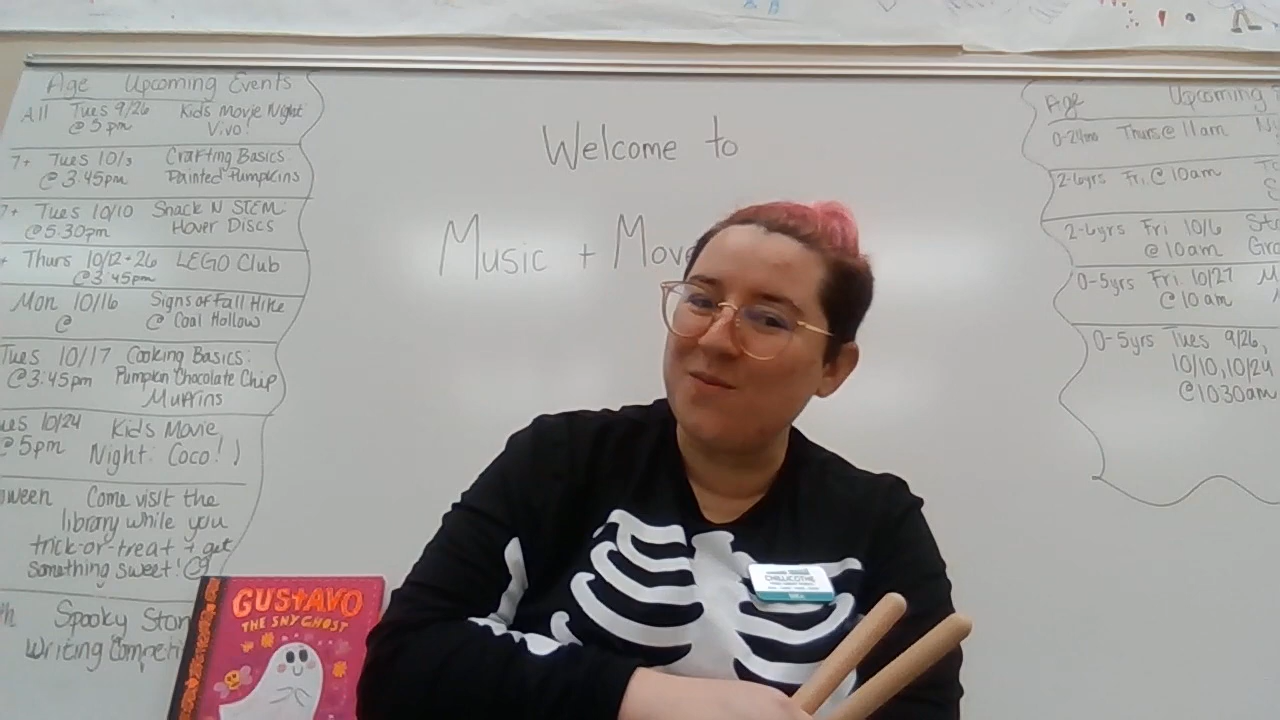 Age Upcoming Events
All Tues 9/26 Kids Movie Night
@ 5 pm Vivo!
7+ Tues 10/3 Crafting Basics
@ 3:45pm Painted Pumpkins
7+ Tues 10/10 Snack N STEM:
@5:30pm Hover Discs
Thurs 10/12+26 LEGO Club
@ 3:45pm
Mon 10/16 Signs of Fall Hike
@ @ Coal Hollow
Tues 10/17 Cooking Basics:
@3:45pm Pumpkin Chocolate Chip
Muffins
10/24 Kids Movie
@5pm Night: Coco!
Come visit the
library while you
trick-or-treat + get
something sweet!
Spooky
Writing
Welcome to
Music +
Age Upcoming
0-24mo Thurs @ 11am
2-6yrs Fri @ 10am
2-6yrs Fri 10/6
@ 10am
0-5yrs Fri 10/27
@ 10am
0-5yrs Tues 9/26,
10/10, 10/24
@1030am
GUSTAVO
THE SHY GHOST
CHILLICOTHE